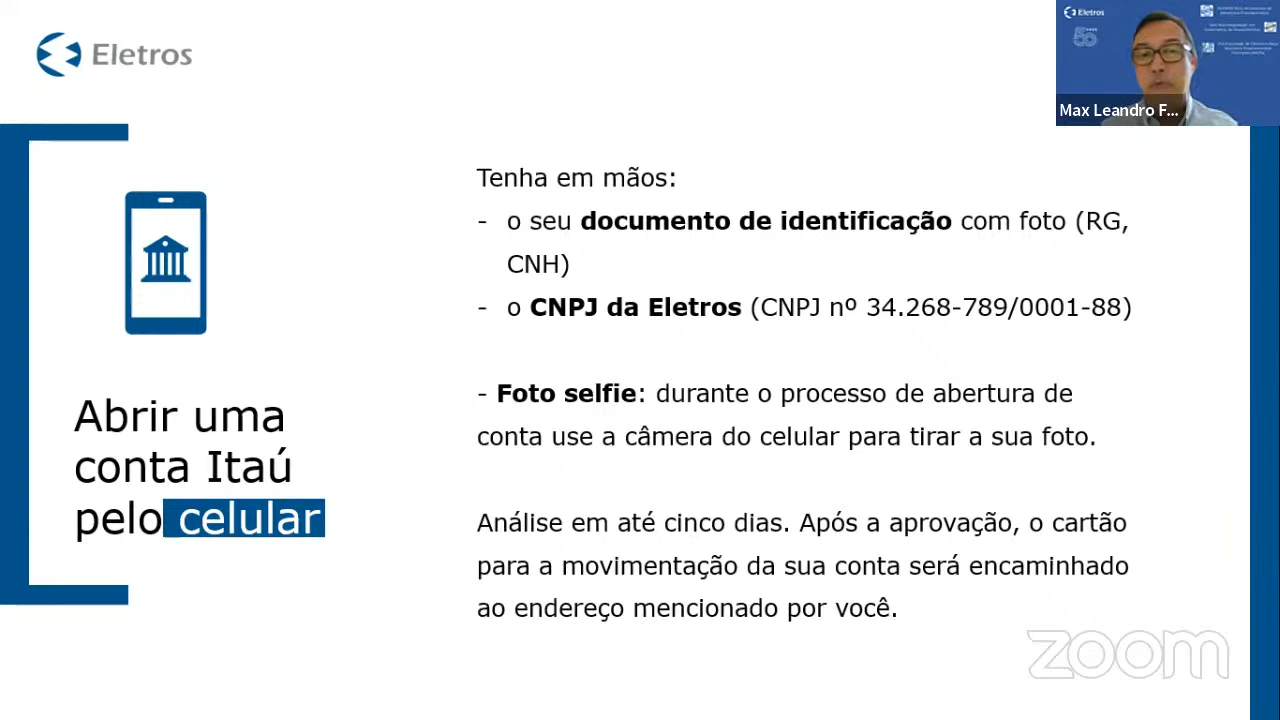 Eletros
Eletros
Max Leandro F...
Tenha em mãos:
- o seu documento de identificação com foto (RG,
CNH)
- o CNPJ da Eletros (CNPJ nº 34.268-789/0001-88)
- Foto selfie: durante o processo de abertura de
conta use a câmera do celular para tirar a sua foto.
Abrir uma
conta Itaú
pelo celular
Análise em até cinco dias. Após a aprovação, o cartão
para a movimentação da sua conta será encaminhado
ao endereço mencionado por você.
zoom